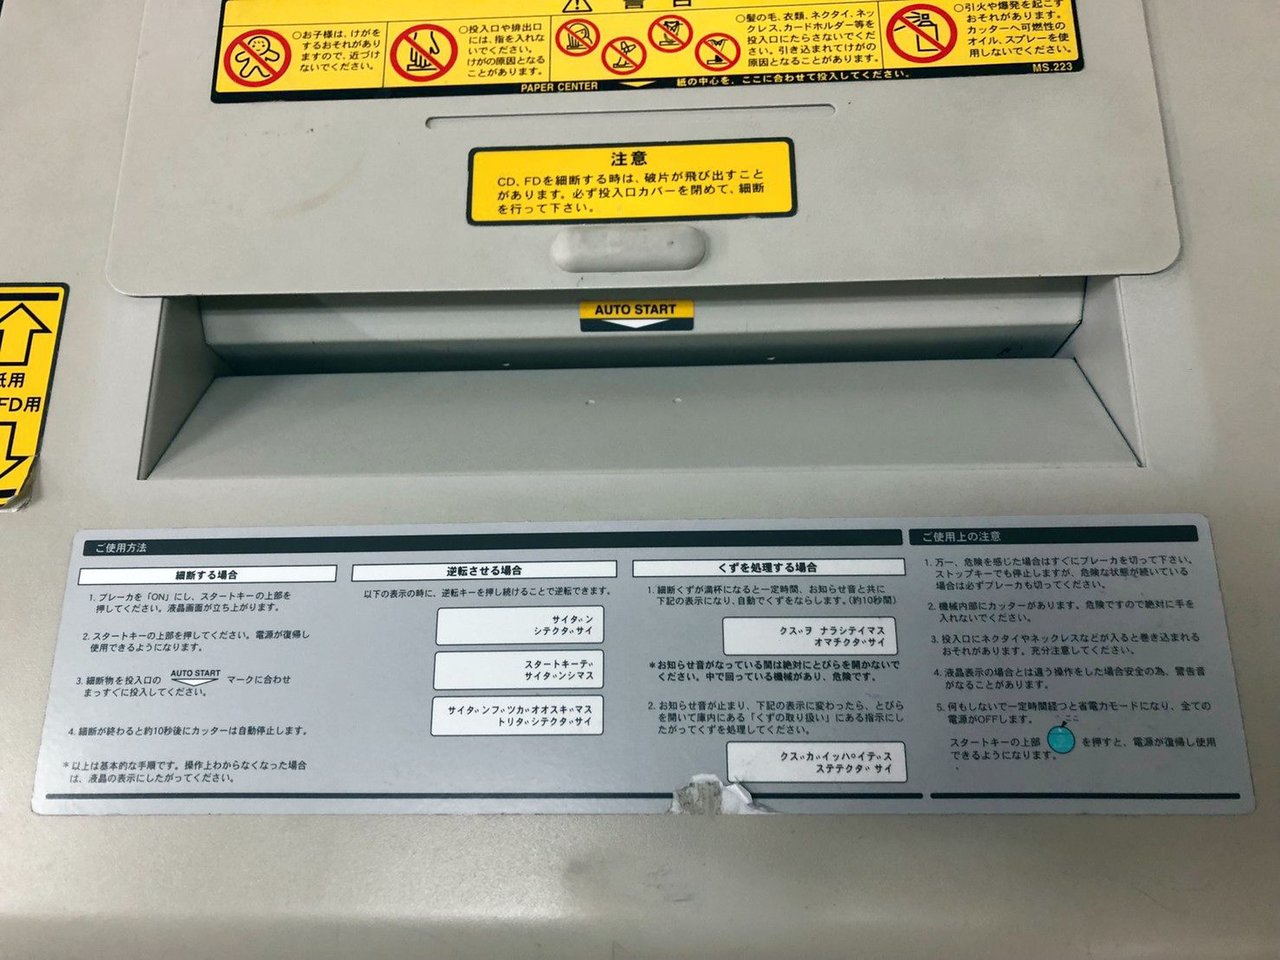 ⚠ 警告
○お子様は、けがを
するおそれがあり
ますので、近づけ
ないでください。
○投入口や排出口
には、指を入れな
いでください。
けがの原因となる
ことがあります。
○髪の毛、衣類、ネクタイ、ネッ
クレス、カードホルダー等を
投入口にたらさないでくだ
さい。引き込まれてけがの
原因となることがあります。
○引火や爆発を起こす
おそれがあります。
カッターへ可燃性の
オイル、スプレーを使
用しないでください。
PAPER CENTER 紙の中心を、ここに合わせて投入してください。
MS.223
注意
CD、FDを細断する時は、破片が飛び出すこと
があります。必ず投入口カバーを閉めて、細断
を行って下さい。
AUTO START
紙用
FD用
ご使用方法
細断する場合
1. ブレーカを「ON」にし、スタートキーの上部を
押してください。液晶画面が立ち上がります。
2. スタートキーの上部を押してください。電源が復帰し
使用できるようになります。
3. 細断物を投入口の AUTO START マークに合わせ
まっすぐに投入してください。
4. 細断が終わると約10秒後にカッターは自動停止します。
*以上は基本的な手順です。操作上わからなくなった場合
は、液晶の表示にしたがってください。
逆転させる場合
以下の表示の時に、逆転キーを押し続けることで逆転できます。
サイタ゛ン
シテクタ゛サイ
スタートキーテ゛
サイタ゛ンシマス
サイタ゛ンフ゛ツカ゛オオスキ゛マス
トリタ゛シテクタ゛サイ
くずを処理する場合
1. 細断くずが満杯になると一定時間、お知らせ音と共に
下記の表示になり、自動でくずをならします。(約10秒間)
クス゛ヲ ナラシテイマス
オマチクタ゛サイ
*お知らせ音がなっている間は絶対にとびらを開かないで
ください。中で回っている機械があり、危険です。
2. お知らせ音が止まり、下記の表示に変わったら、とびら
を開いて庫内にある「くずの取り扱い」にある指示にし
たがってくずを処理してください。
クス゛カ゛イッハ゜イテ゛ス
ステテクタ゛サイ
ご使用上の注意
1. 万一、危険を感じた場合はすぐにブレーカを切って下さい。
ストップキーでも停止しますが、危険な状態が続いている
場合は必ずブレーカも切ってください。
2. 機械内部にカッターがあります。危険ですので絶対に手を
入れないでください。
3. 投入口にネクタイやネックレスなどが入ると巻き込まれる
おそれがあります。充分注意してください。
4. 液晶表示の場合とは違う操作をした場合安全の為、警告音
がなることがあります。
5. 何もしないで一定時間経つと省電力モードになり、全ての
電源がOFFします。
ここ
スタートキーの上部 を押すと、電源が復帰し使用
できるようになります。